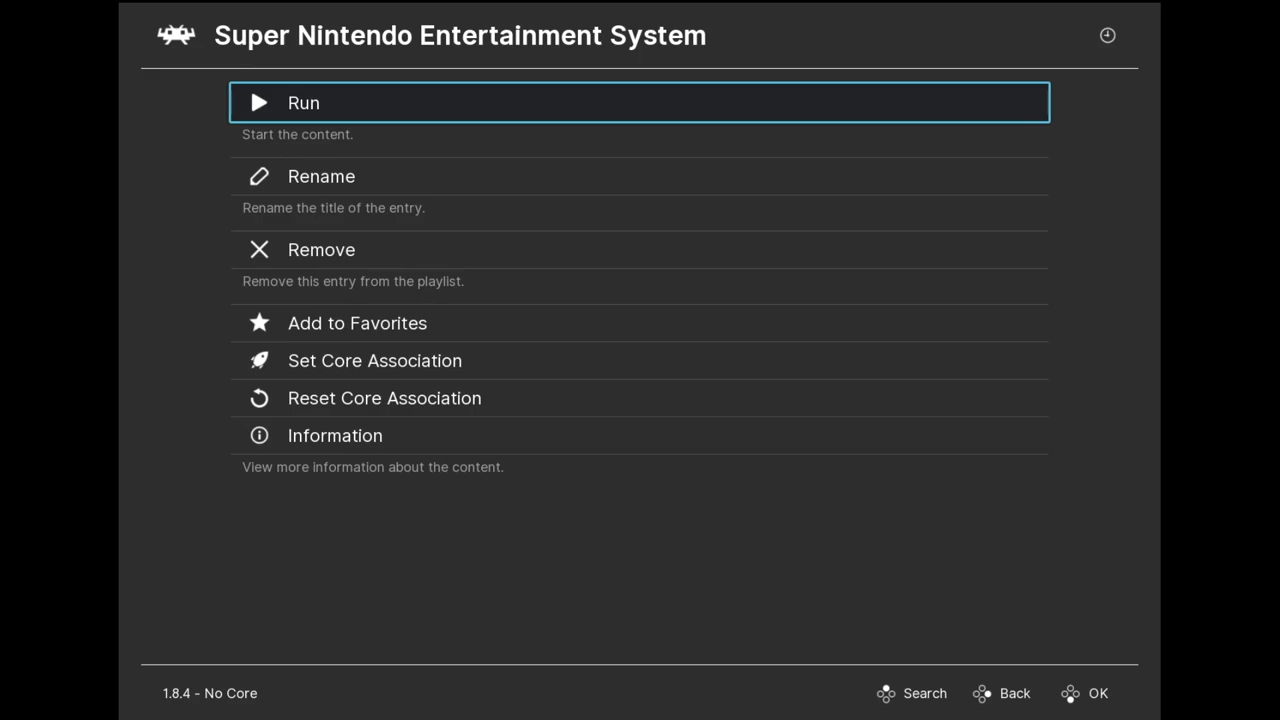 Super Nintendo Entertainment System
Run
Start the content.
Rename
Rename the title of the entry.
Remove
Remove this entry from the playlist.
Add to Favorites
Set Core Association
Reset Core Association
Information
View more information about the content.
1.8.4 - No Core
Search
Back
OK